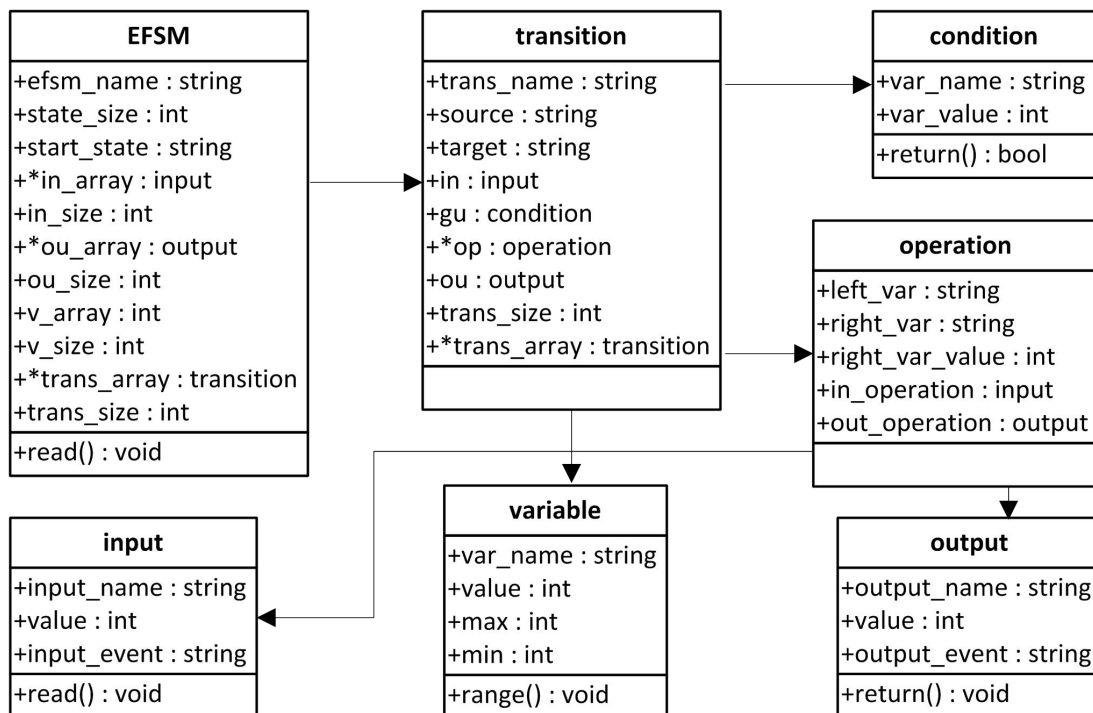 EFSM
+efsm_name : string
+state_size : int
+start_state : string
+*in_array : input
+in_size : int
+*ou_array : output
+ou_size : int
+v_array : int
+v_size : int
+*trans_array : transition
+trans_size : int
+read() : void
transition
+trans_name : string
+source : string
+target : string
+in : input
+gu : condition
+*op : operation
+ou : output
+trans_size : int
+*trans_array : transition
condition
+var_name : string
+var_value : int
+return() : bool
operation
+left_var : string
+right_var : string
+right_var_value : int
+in_operation : input
+out_operation : output
input
+input_name : string
+value : int
+input_event : string
+read() : void
variable
+var_name : string
+value : int
+max : int
+min : int
+range() : void
output
+output_name : string
+value : int
+output_event : string
+return() : void